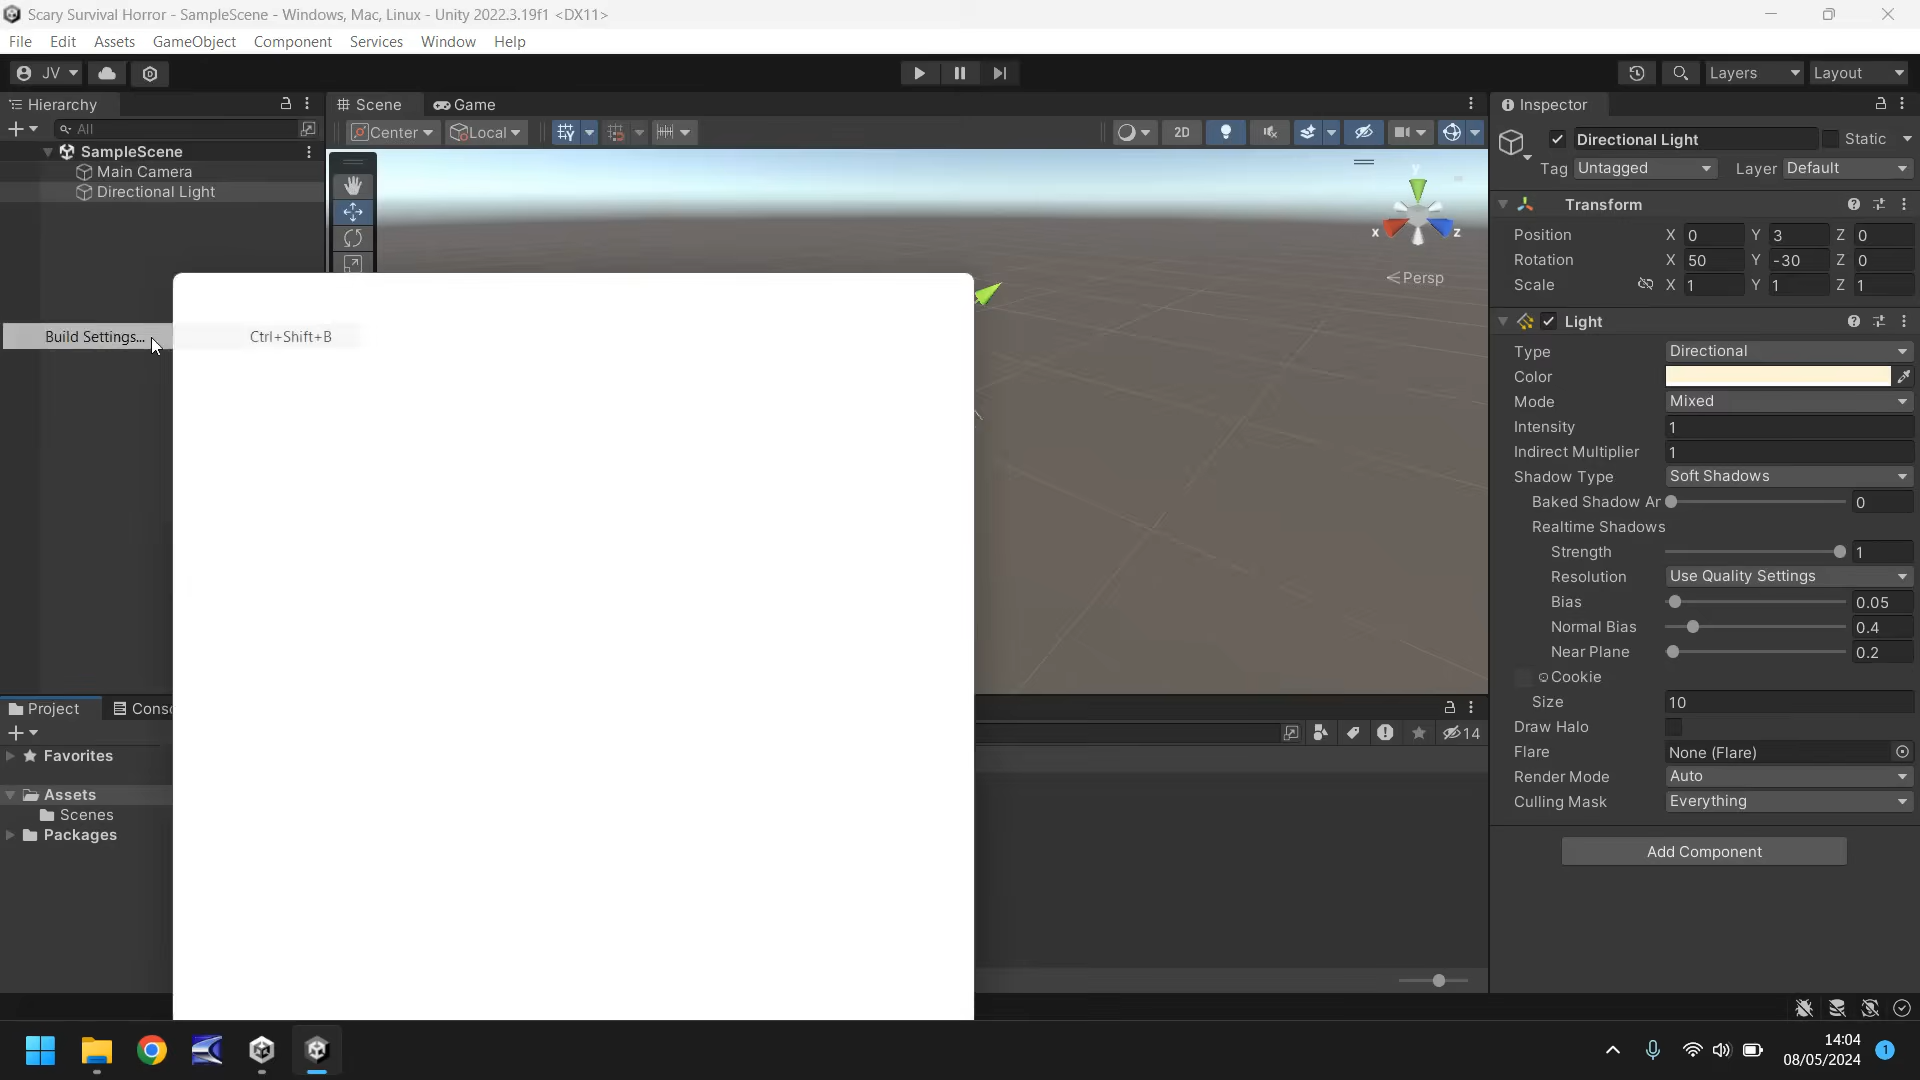 Scary Survival Horror - SampleScene - Windows, Mac, Linux - Unity 2022.3.19f1 <DX11>
File Edit Assets GameObject Component Services Window Help
JV
Layers
Layout
Hierarchy
All
SampleScene
Main Camera
Directional Light
Scene
Game
Center
Local
2D
y
x
z
Persp
Build Settings...
Ctrl+Shift+B
Inspector
Directional Light
Static
Tag Untagged
Layer Default
Transform
Position X 0 Y 3 Z 0
Rotation X 50 Y -30 Z 0
Scale X 1 Y 1 Z 1
Light
Type Directional
Color
Mode Mixed
Intensity 1
Indirect Multiplier 1
Shadow Type Soft Shadows
Baked Shadow Ar 0
Realtime Shadows
Strength 1
Resolution Use Quality Settings
Bias 0.05
Normal Bias 0.4
Near Plane 0.2
Cookie
Size 10
Draw Halo
Flare None (Flare)
Render Mode Auto
Culling Mask Everything
Add Component
Project
Conso
14
Favorites
Assets
Scenes
Packages
14:04
08/05/2024
1